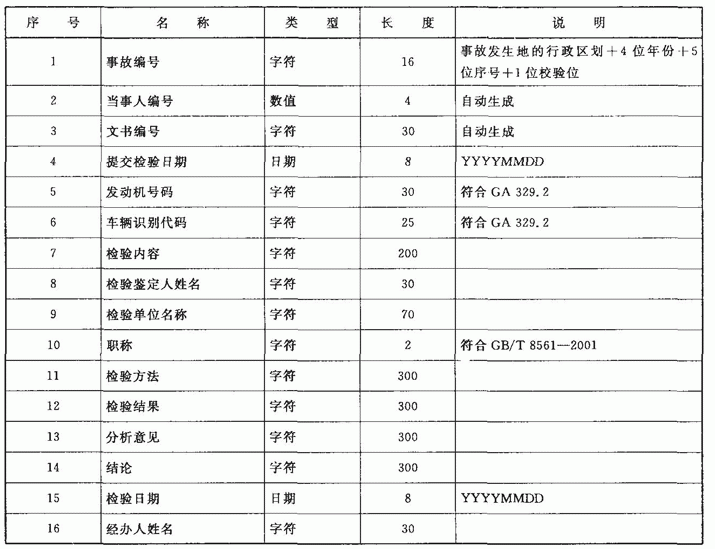 序 号 名 称 类 型 长 度 说 明
1 事故编号 字符 16 事故发生地的行政区划＋4位年份＋5
位序号＋1位校验位
2 当事人编号 数值 4 自动生成
3 文书编号 字符 30 自动生成
4 提交检验日期 日期 8 YYYYMMDD
5 发动机号码 字符 30 符合 GA 329.2
6 车辆识别代码 字符 25 符合 GA 329.2
7 检验内容 字符 200
8 检验鉴定人姓名 字符 30
9 检验单位名称 字符 70
10 职称 字符 2 符合 GB/T 8561—2001
11 检验方法 字符 300
12 检验结果 字符 300
13 分析意见 字符 300
14 结论 字符 300
15 检验日期 日期 8 YYYYMMDD
16 经办人姓名 字符 30